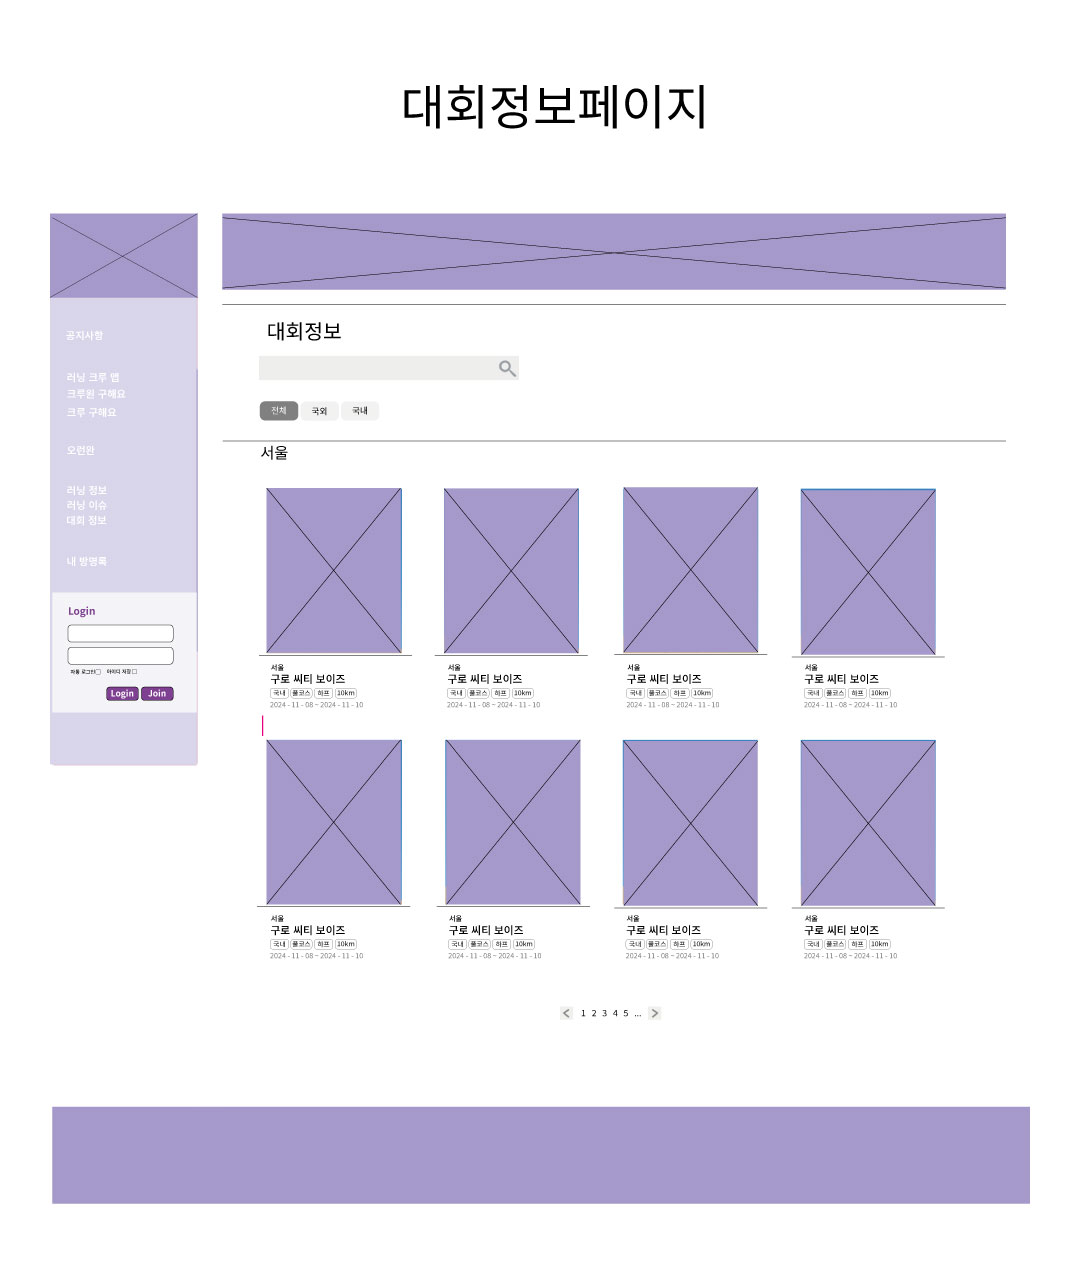 대회정보페이지
공지사항
러닝 크루 맵
크루원 구해요
크루 구해요
오런완
러닝 정보
러닝 이슈
대회 정보
내 방명록
Login
자동 로그인 아이디 저장
Login Join
대회정보
전체 국외 국내
서울
서울 서울 서울 서울
구로 씨티 보이즈 구로 씨티 보이즈 구로 씨티 보이즈 구로 씨티 보이즈
국내 풀코스 하프 10km 국내 풀코스 하프 10km 국내 풀코스 하프 10km 국내 풀코스 하프 10km
2024 - 11 - 08 ~ 2024 - 11 - 10 2024 - 11 - 08 ~ 2024 - 11 - 10 2024 - 11 - 08 ~ 2024 - 11 - 10 2024 - 11 - 08 ~ 2024 - 11 - 10
서울 서울 서울 서울
구로 씨티 보이즈 구로 씨티 보이즈 구로 씨티 보이즈 구로 씨티 보이즈
국내 풀코스 하프 10km 국내 풀코스 하프 10km 국내 풀코스 하프 10km 국내 풀코스 하프 10km
2024 - 11 - 08 ~ 2024 - 11 - 10 2024 - 11 - 08 ~ 2024 - 11 - 10 2024 - 11 - 08 ~ 2024 - 11 - 10 2024 - 11 - 08 ~ 2024 - 11 - 10
< 1 2 3 4 5 ... >